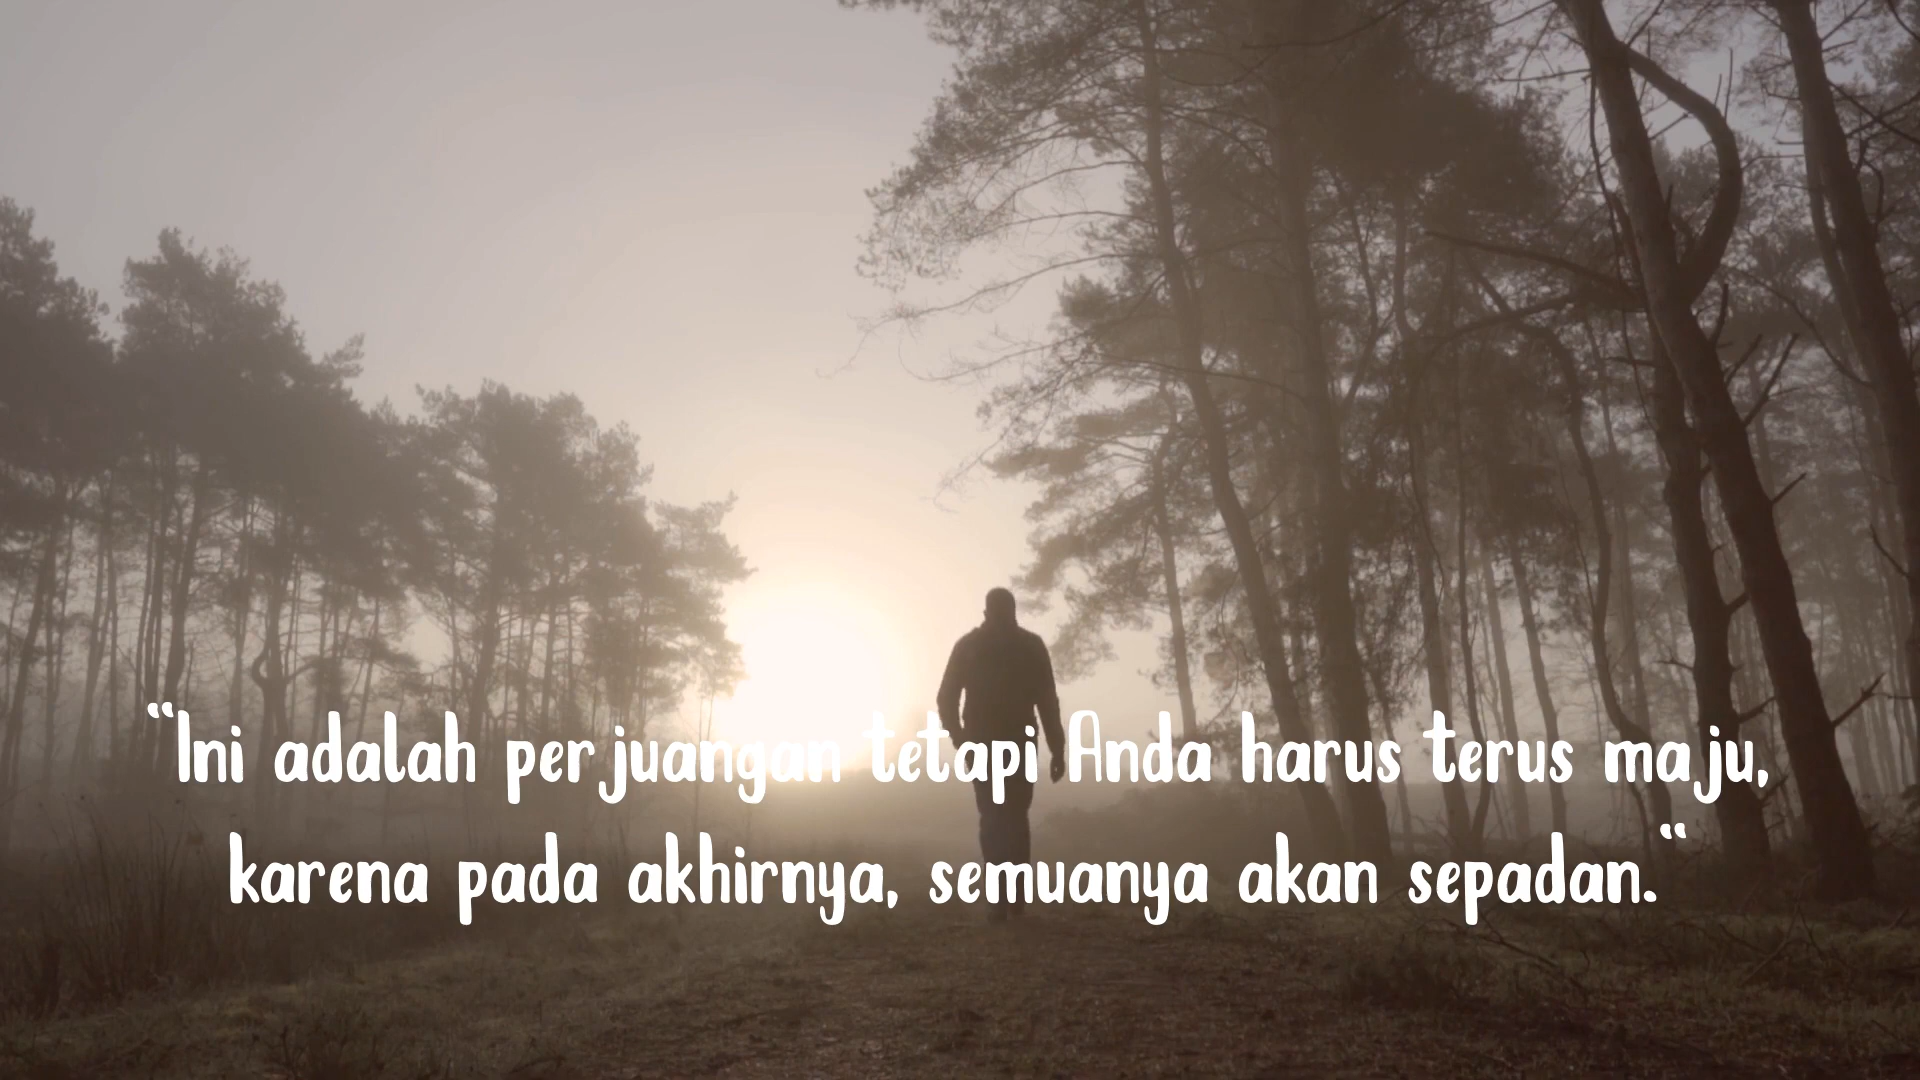 “Ini adalah perjuangan tetapi Anda harus terus maju,
karena pada akhirnya, semuanya akan sepadan.“